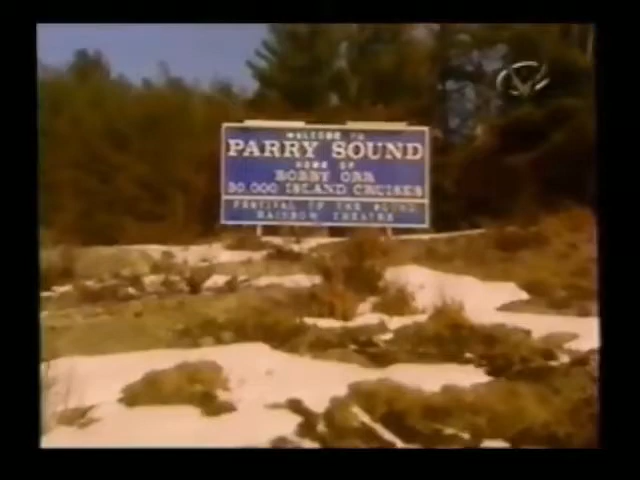 WELCOME TO
PARRY SOUND
HOME OF
BOBBY ORR
30,000 ISLAND CRUISES
FESTIVAL OF THE SOUND
RAINBOW THEATRE